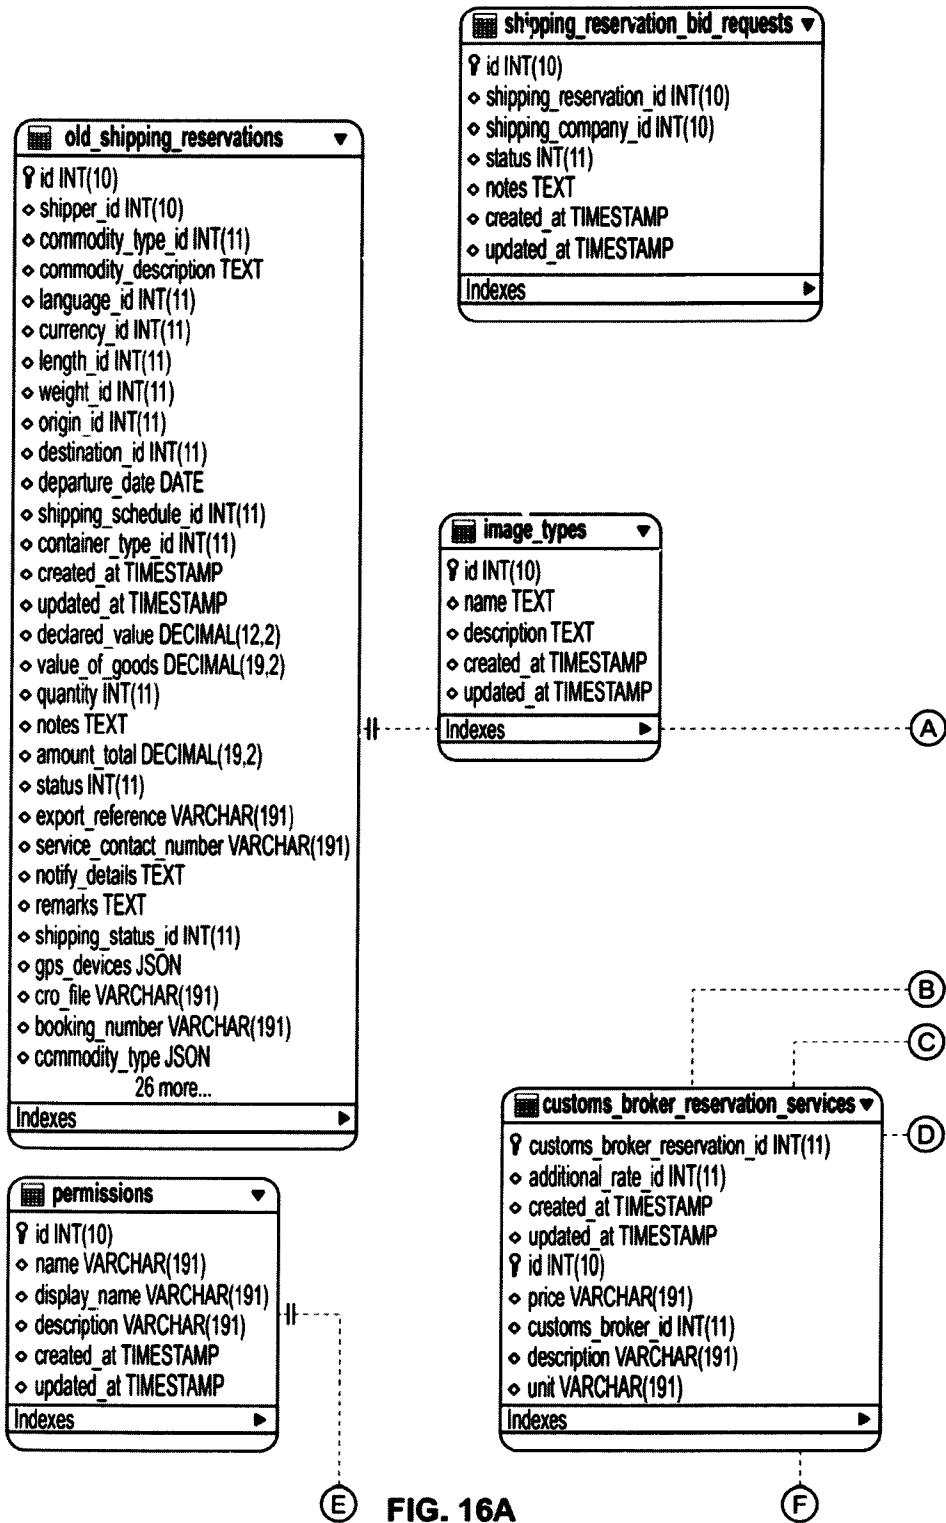 shipping_reservation_bid_requests
id INT(10)
shipping_reservation_id INT(10)
shipping_company_id INT(10)
status INT(11)
notes TEXT
created_at TIMESTAMP
updated_at TIMESTAMP
Indexes
old_shipping_reservations
id INT(10)
shipper_id INT(10)
commodity_type_id INT(11)
commodity_description TEXT
language_id INT(11)
currency_id INT(11)
length_id INT(11)
weight_id INT(11)
origin_id INT(11)
destination_id INT(11)
departure_date DATE
shipping_schedule_id INT(11)
container_type_id INT(11)
created_at TIMESTAMP
updated_at TIMESTAMP
declared_value DECIMAL(12,2)
value_of_goods DECIMAL(19,2)
quantity INT(11)
notes TEXT
amount_total DECIMAL(19,2)
status INT(11)
export_reference VARCHAR(191)
service_contact_number VARCHAR(191)
notify_details TEXT
remarks TEXT
shipping_status_id INT(11)
gps_devices JSON
cro_file VARCHAR(191)
booking_number VARCHAR(191)
commodity_type JSON
26 more...
Indexes
image_types
id INT(10)
name TEXT
description TEXT
created_at TIMESTAMP
updated_at TIMESTAMP
Indexes
A
B
C
D
customs_broker_reservation_services
customs_broker_reservation_id INT(11)
additional_rate_id INT(11)
created_at TIMESTAMP
updated_at TIMESTAMP
id INT(10)
price VARCHAR(191)
customs_broker_id INT(11)
description VARCHAR(191)
unit VARCHAR(191)
Indexes
permissions
id INT(10)
name VARCHAR(191)
display_name VARCHAR(191)
description VARCHAR(191)
created_at TIMESTAMP
updated_at TIMESTAMP
Indexes
E
F
FIG. 16A